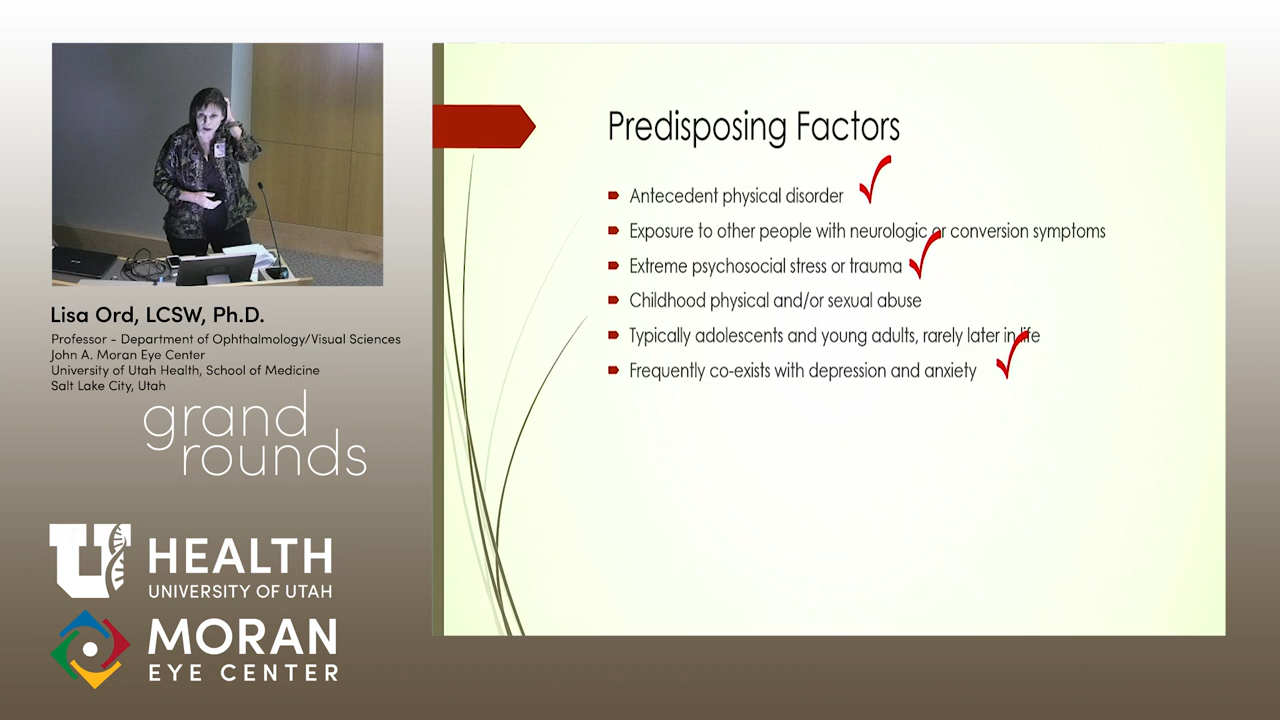 Predisposing Factors
Antecedent physical disorder
Exposure to other people with neurologic or conversion symptoms
Extreme psychosocial stress or trauma
Childhood physical and/or sexual abuse
Typically adolescents and young adults, rarely later in life
Frequently co-exists with depression and anxiety
Lisa Ord, LCSW, Ph.D.
Professor - Department of Ophthalmology/Visual Sciences
John A. Moran Eye Center
University of Utah Health, School of Medicine
Salt Lake City, Utah
grand
rounds
U HEALTH
UNIVERSITY OF UTAH
MORAN
EYE CENTER